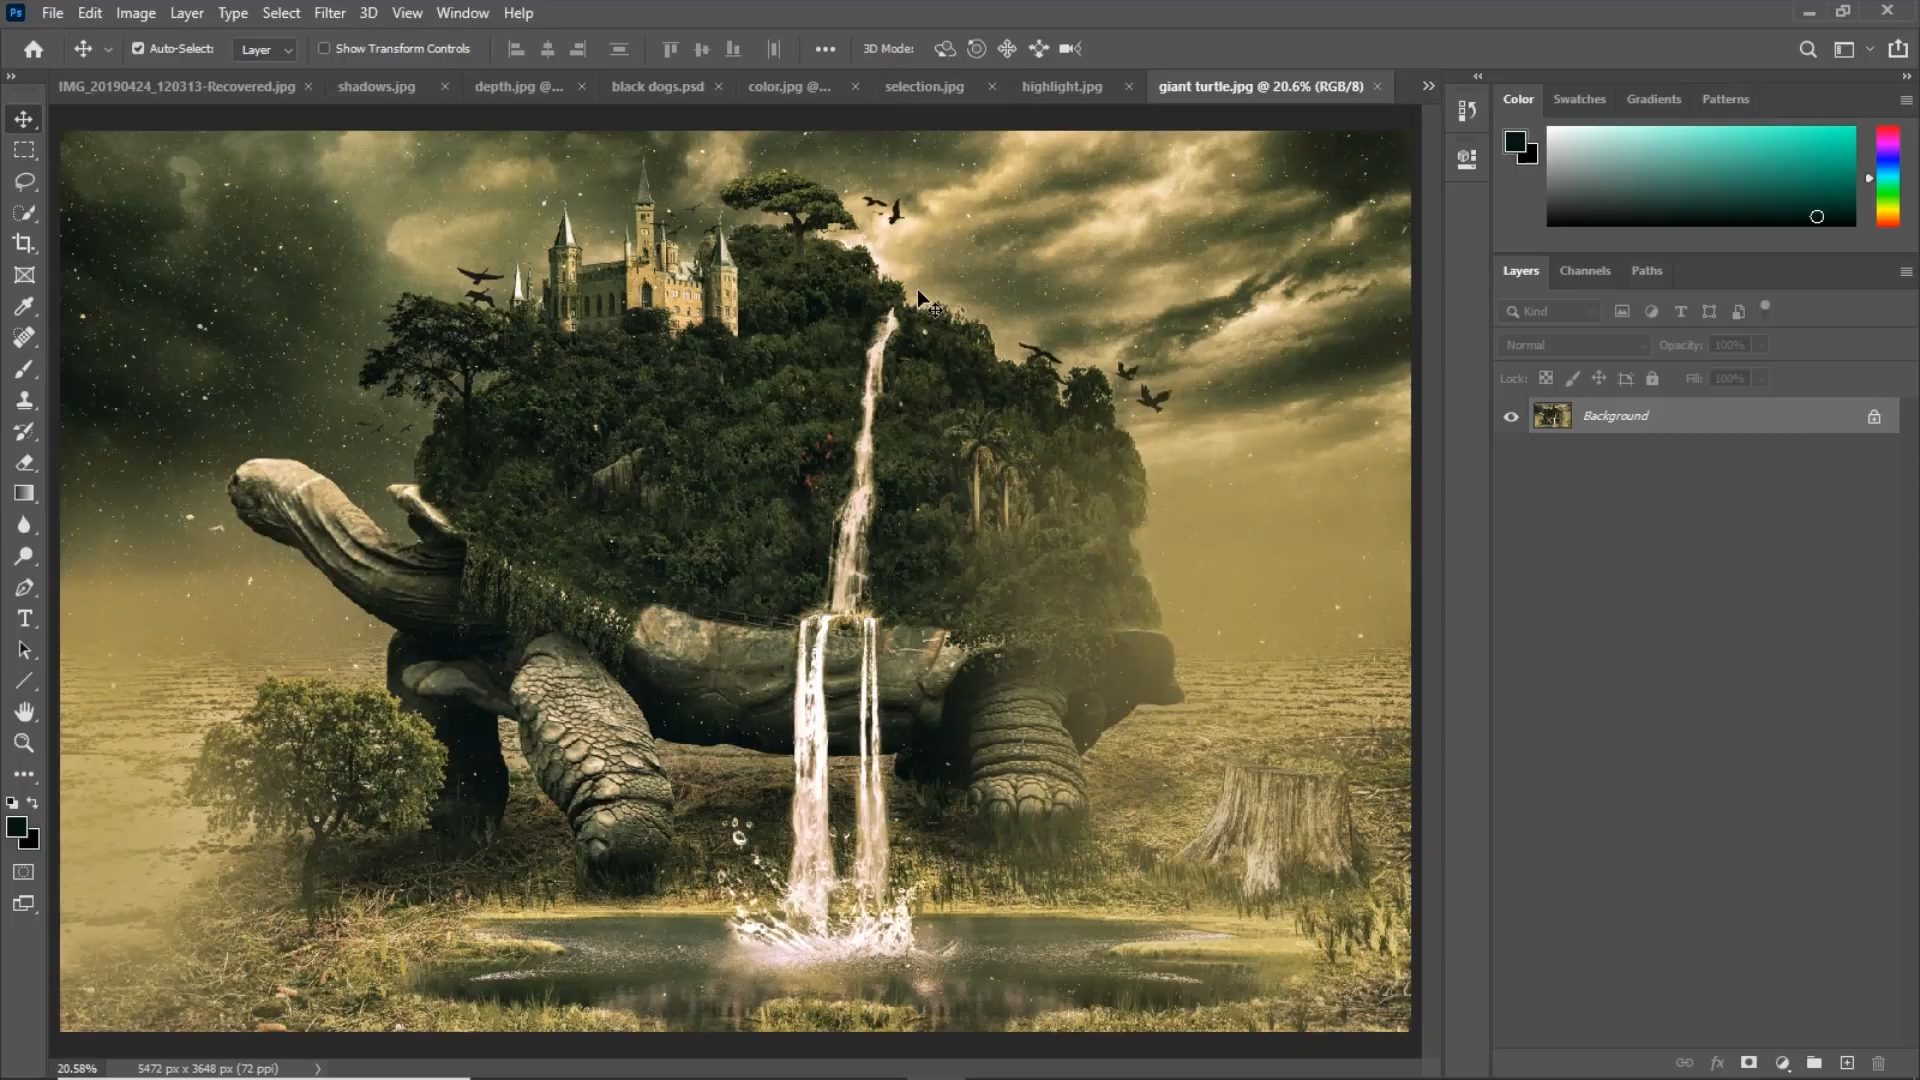 Ps File Edit Image Layer Type Select Filter 3D View Window Help
Auto-Select: Layer Show Transform Controls 3D Mode:
IMG_20190424_120313-Recovered.jpg shadows.jpg depth.jpg @... black dogs.psd color.jpg @... selection.jpg highlight.jpg giant turtle.jpg @ 20.6% (RGB/8)
Color Swatches Gradients Patterns
Layers Channels Paths
Kind
Normal Opacity: 100%
Lock: Fill: 100%
Background
20.58% 5472 px x 3648 px (72 ppi)